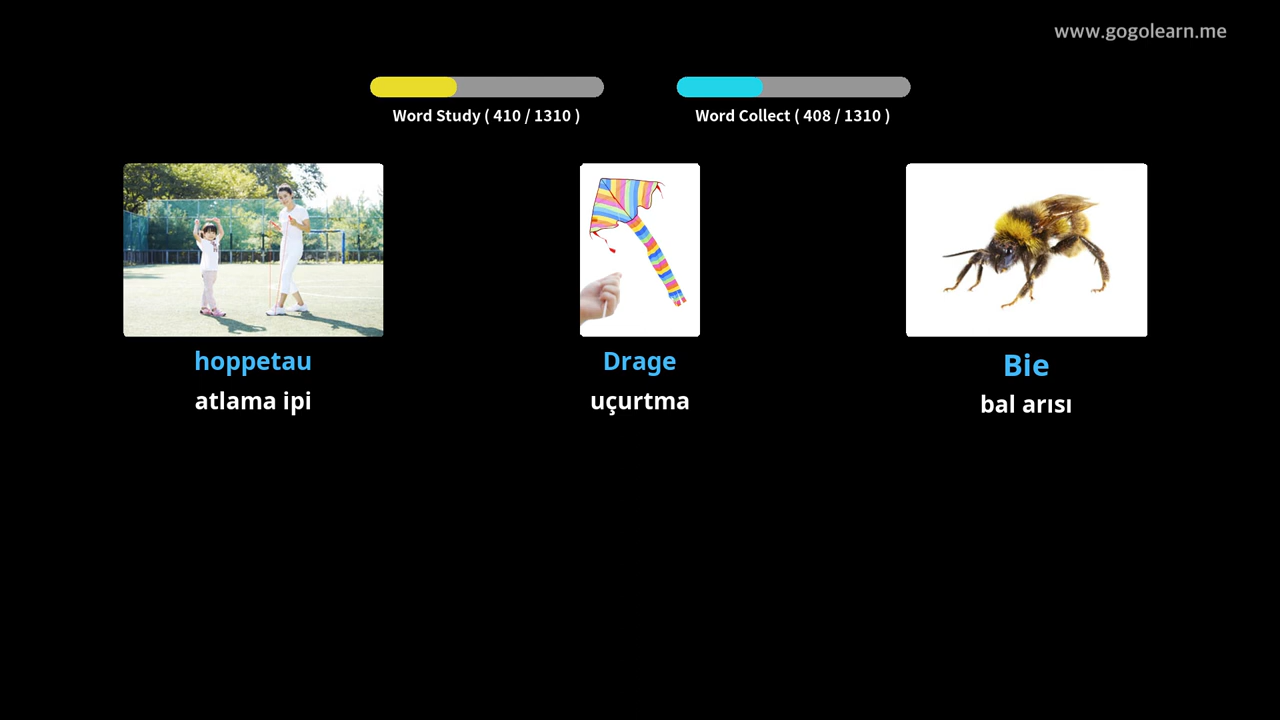 www.gogolearn.me
Word Study ( 410 / 1310 )
Word Collect ( 408 / 1310 )
hoppetau
atlama ipi
Drage
uçurtma
Bie
bal arısı